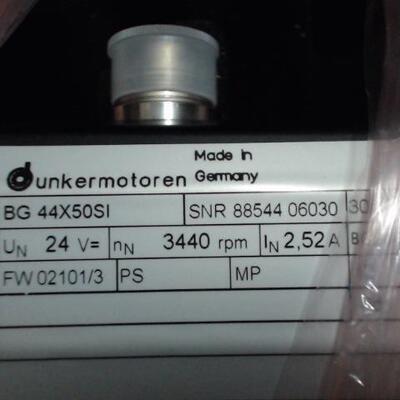 Made in
dunkermotoren Germany
BG 44X50SI SNR 88544 06030 30
UN 24 V= nN 3440 rpm IN 2,52 A
FW 02101/3 PS MP